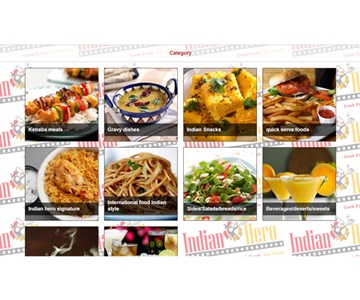 Category
Kebabs meals
Gravy dishes
Indian Snacks
quick serve foods
Indian hero signature
International food Indian
style
Sides/Salads/breads/rice
Beverages/deserts/sweets
Indian Hero